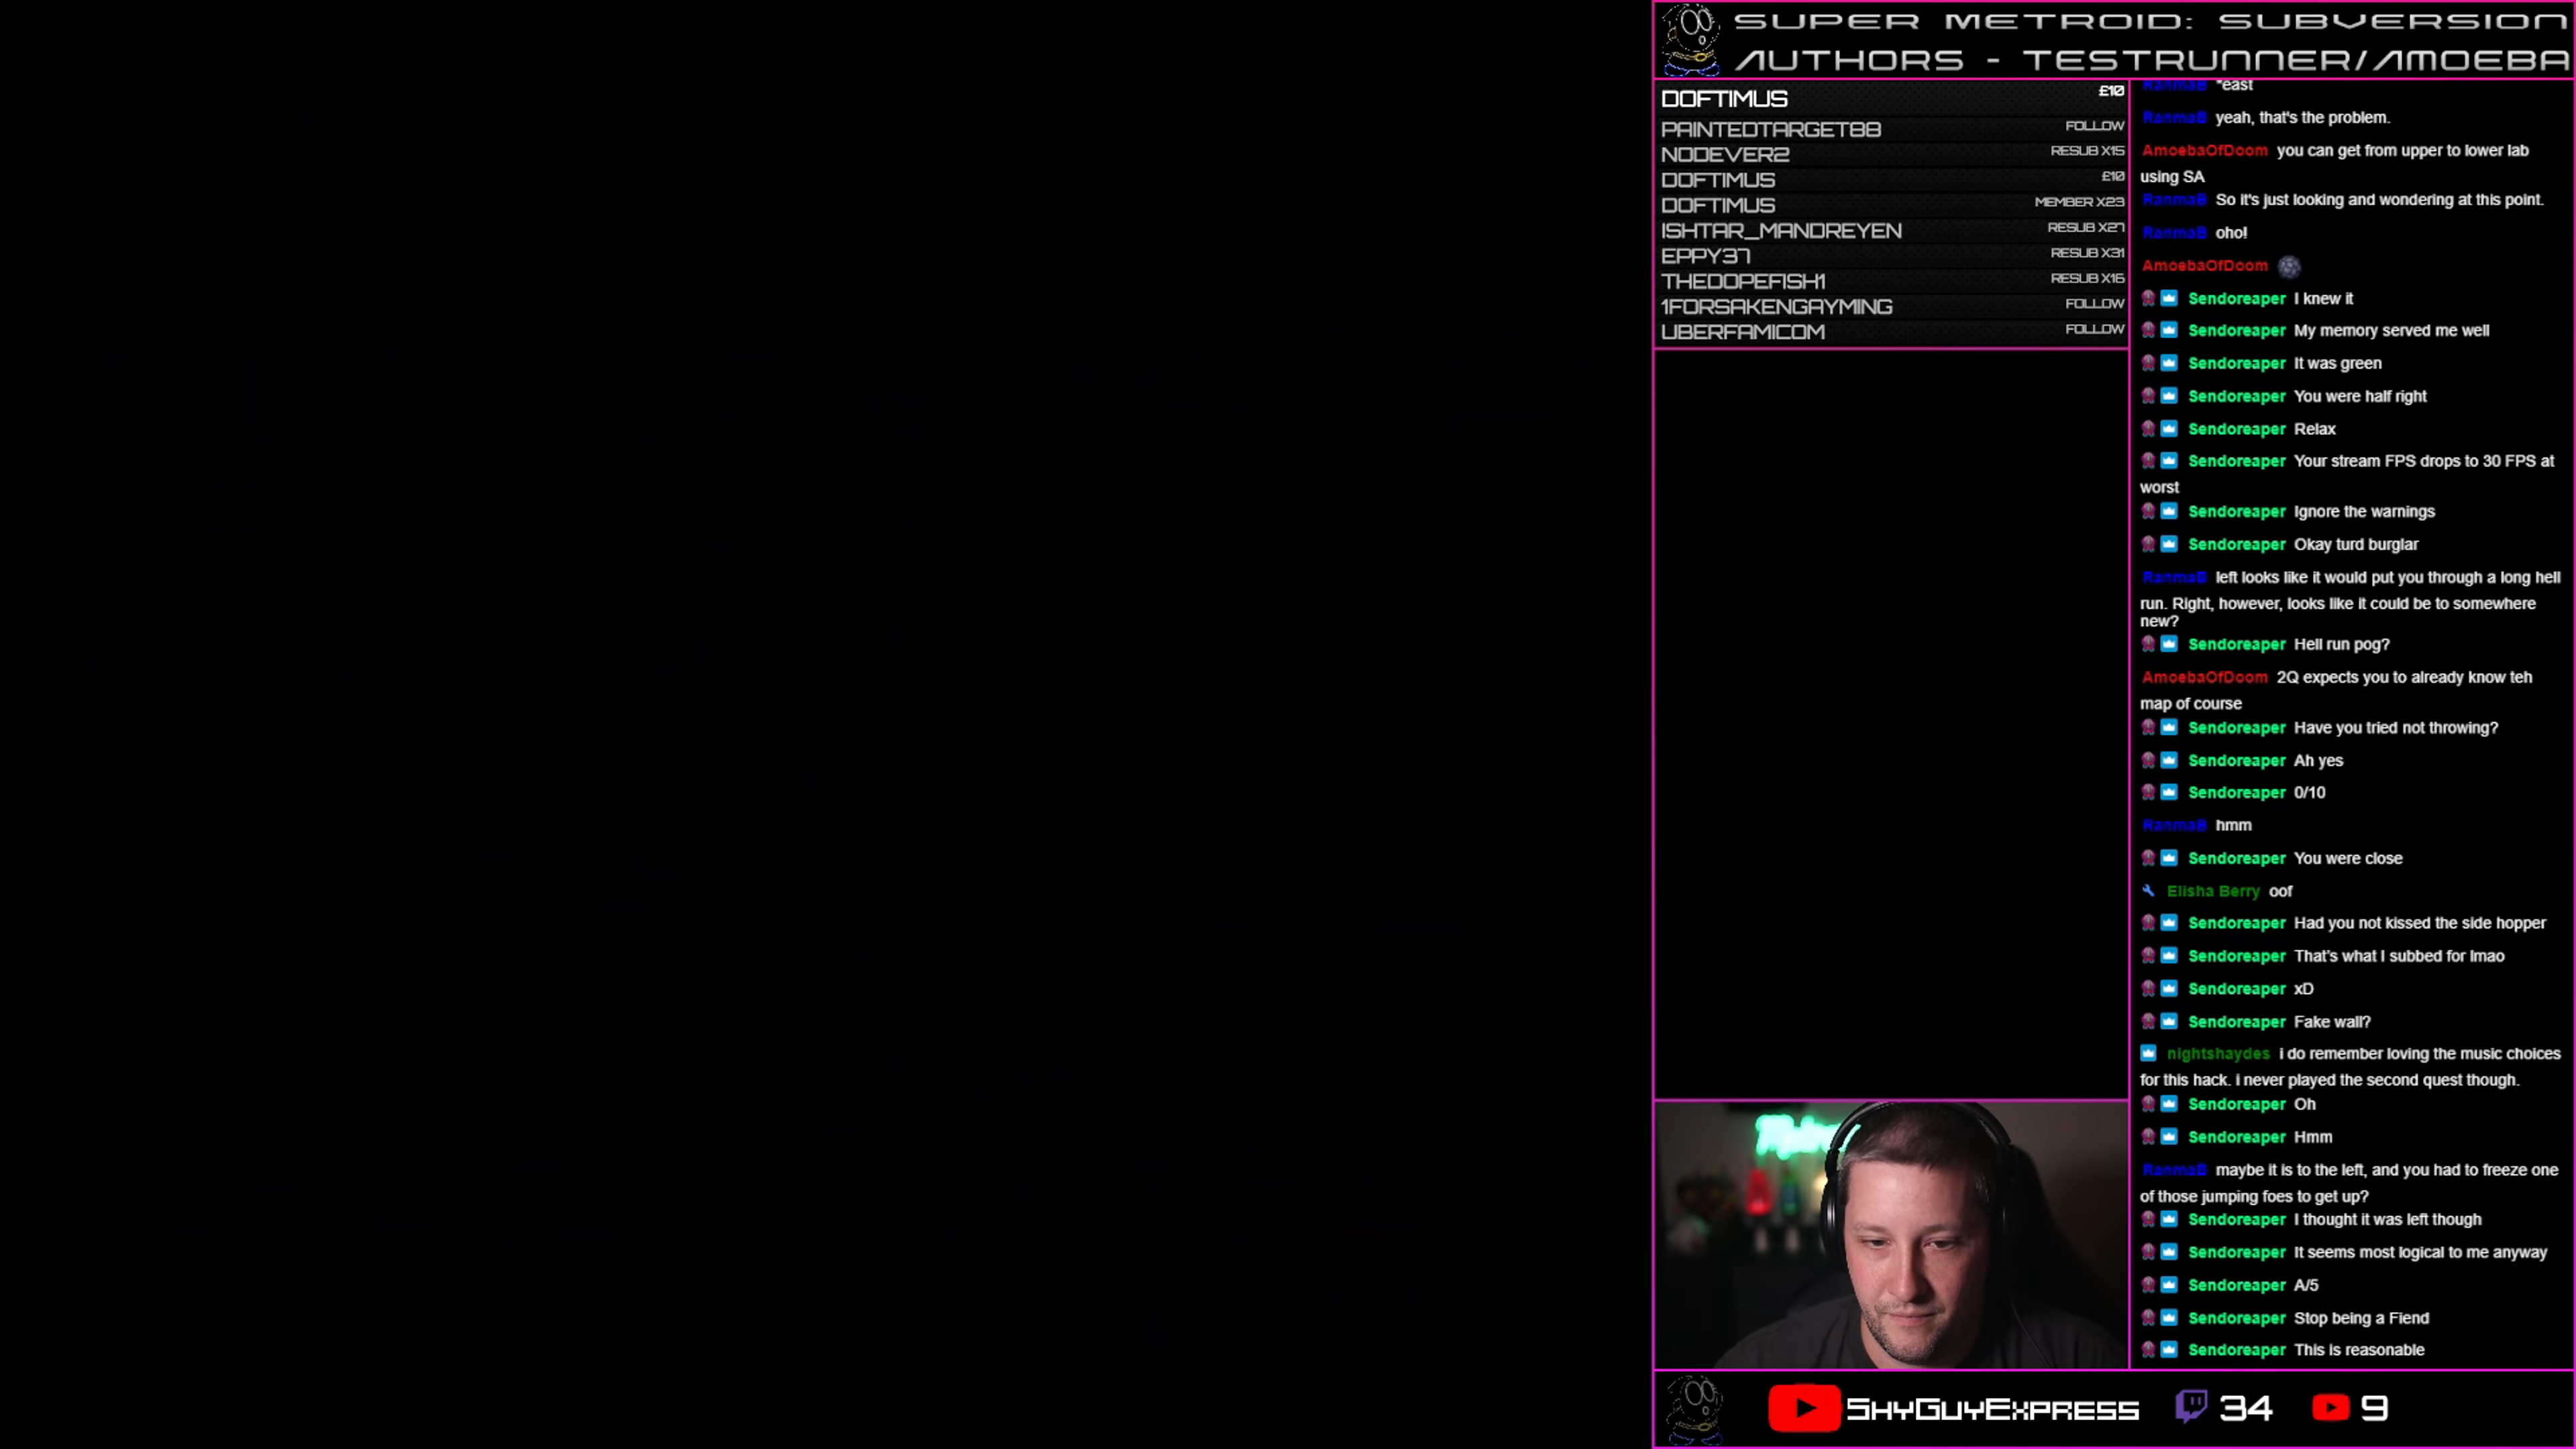 SUPER METROID: SUBVERSION
AUTHORS - TESTRUNNER/AMOEBA
DOFTIMUS £10
PAINTEDTARGET88 FOLLOW
NODEVER2 RESUB X15
DOFTIMUS £10
DOFTIMUS MEMBER X23
ISHTAR_MANDREYEN RESUB X27
EPPY37 RESUB X31
THEDOPEFISH1 RESUB X16
1FORSAKENGAYMING FOLLOW
UBERFAMICOM FOLLOW
RanmaB *east
RanmaB yeah, that's the problem.
AmoebaOfDoom you can get from upper to lower lab
using SA
RanmaB So it's just looking and wondering at this point.
RanmaB oho!
AmoebaOfDoom
Sendoreaper I knew it
Sendoreaper My memory served me well
Sendoreaper It was green
Sendoreaper You were half right
Sendoreaper Relax
Sendoreaper Your stream FPS drops to 30 FPS at
worst
Sendoreaper Ignore the warnings
Sendoreaper Okay turd burglar
RanmaB left looks like it would put you through a long hell
run. Right, however, looks like it could be to somewhere
new?
Sendoreaper Hell run pog?
AmoebaOfDoom 2Q expects you to already know teh
map of course
Sendoreaper Have you tried not throwing?
Sendoreaper Ah yes
Sendoreaper 0/10
RanmaB hmm
Sendoreaper You were close
Elisha Berry oof
Sendoreaper Had you not kissed the side hopper
Sendoreaper That's what I subbed for lmao
Sendoreaper xD
Sendoreaper Fake wall?
nightshaydes i do remember loving the music choices
for this hack. i never played the second quest though.
Sendoreaper Oh
Sendoreaper Hmm
RanmaB maybe it is to the left, and you had to freeze one
of those jumping foes to get up?
Sendoreaper I thought it was left though
Sendoreaper It seems most logical to me anyway
Sendoreaper A/5
Sendoreaper Stop being a Fiend
Sendoreaper This is reasonable
ShyGuyExpress 34 9